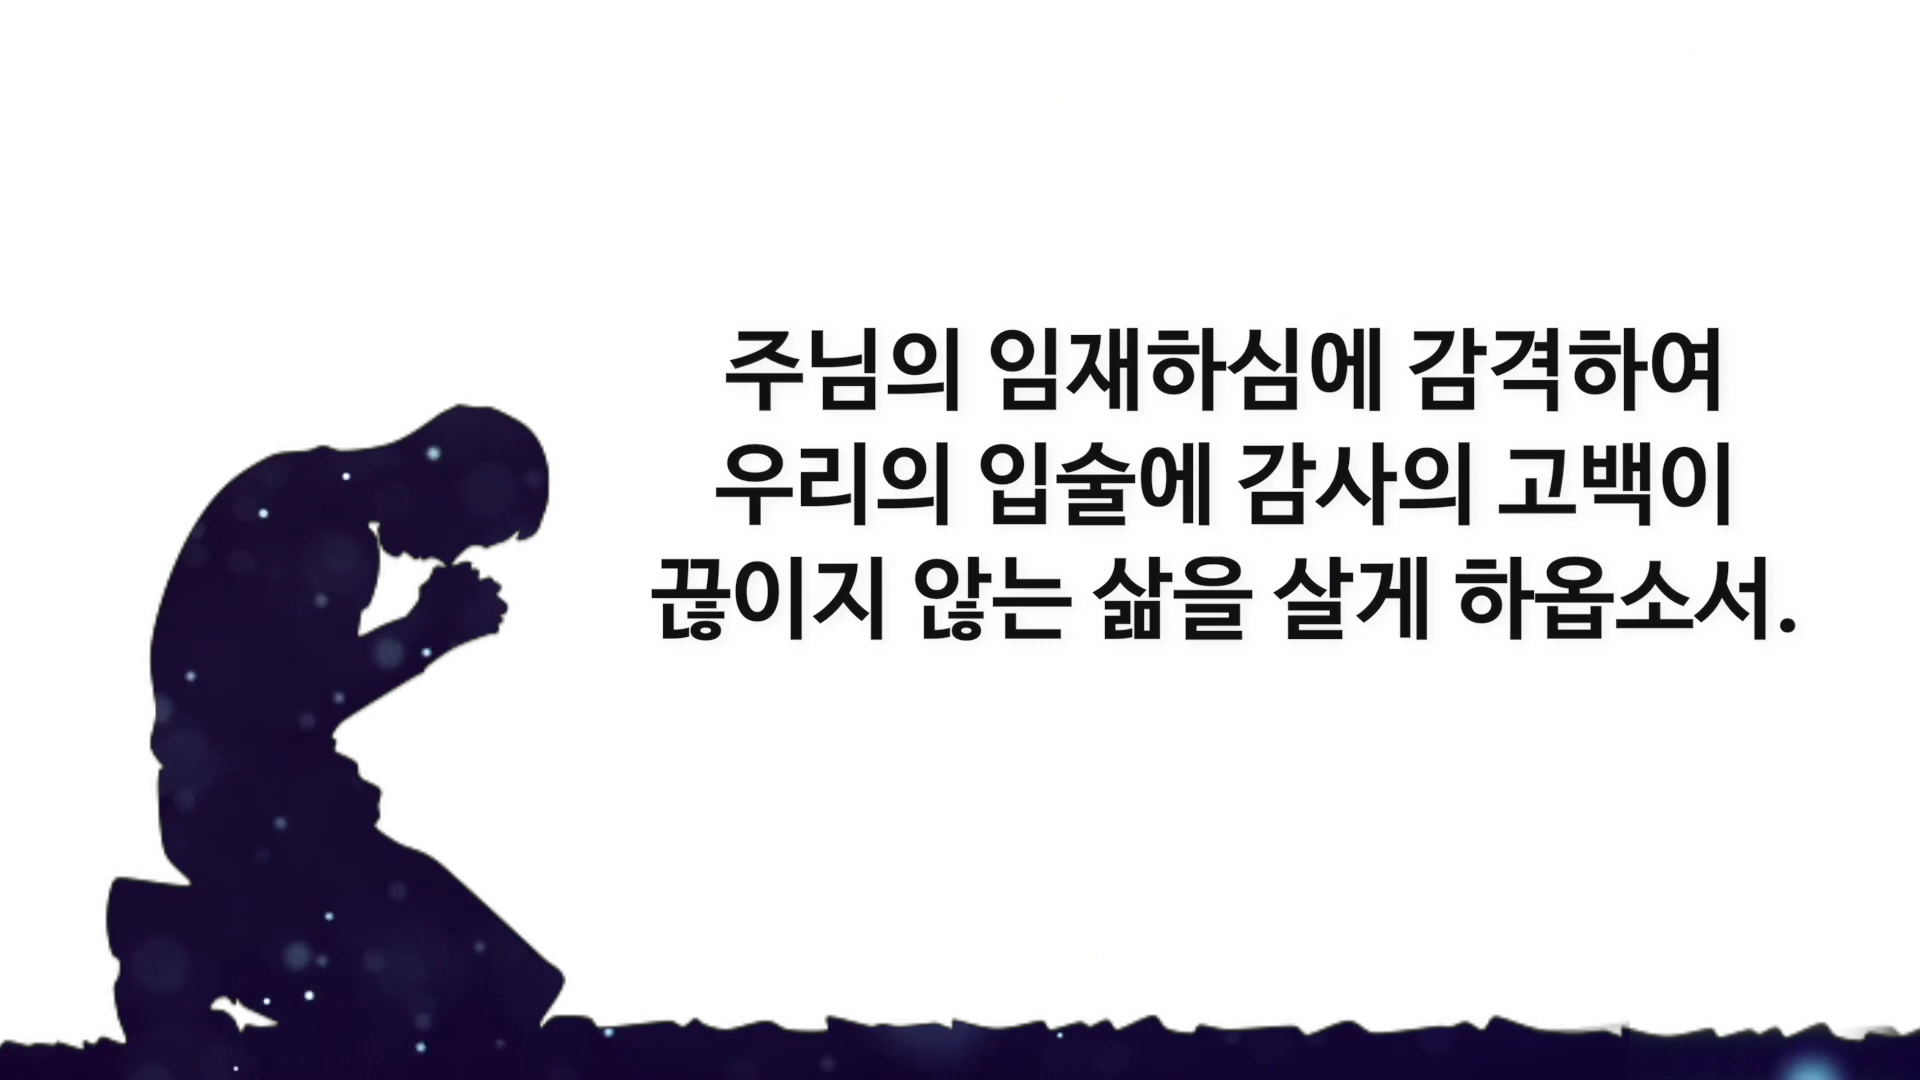 주님의 임재하심에 감격하여
우리의 입술에 감사의 고백이
끊이지 않는 삶을 살게 하옵소서.